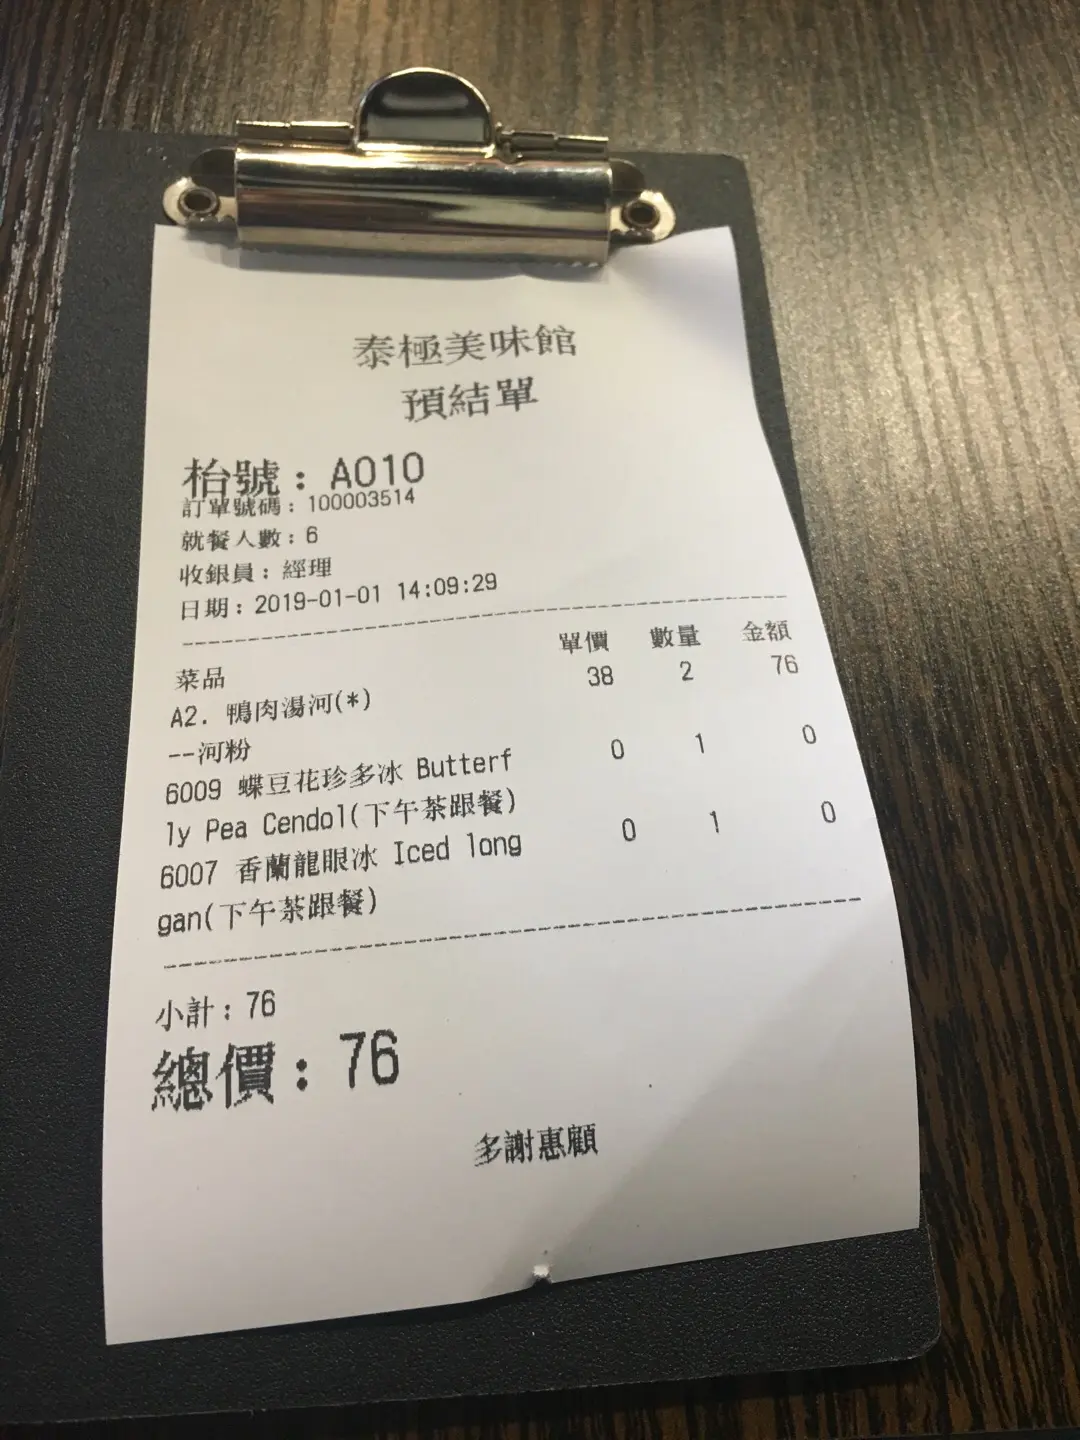 泰極美味館
預結單
枱號：A010
訂單號碼：100003514
就餐人數：6
收銀員：經理
日期：2019-01-01 14:09:29
菜品 單價 數量 金額
A2. 鴨肉湯河(*) 38 2 76
--河粉
6009 蝶豆花珍多冰 Butterf 0 1 0
ly Pea Cendol(下午茶跟餐)
6007 香蘭龍眼冰 Iced long 0 1 0
gan(下午茶跟餐)
小計：76
總價：76
多謝惠顧